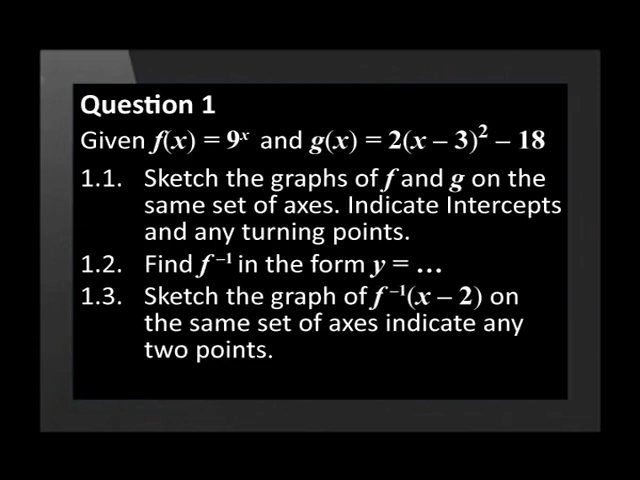 Question 1
Given f(x) = 9ˣ and g(x) = 2(x – 3)² – 18
1.1. Sketch the graphs of f and g on the
same set of axes. Indicate Intercepts
and any turning points.
1.2. Find f⁻¹ in the form y = ...
1.3. Sketch the graph of f⁻¹(x – 2) on
the same set of axes indicate any
two points.